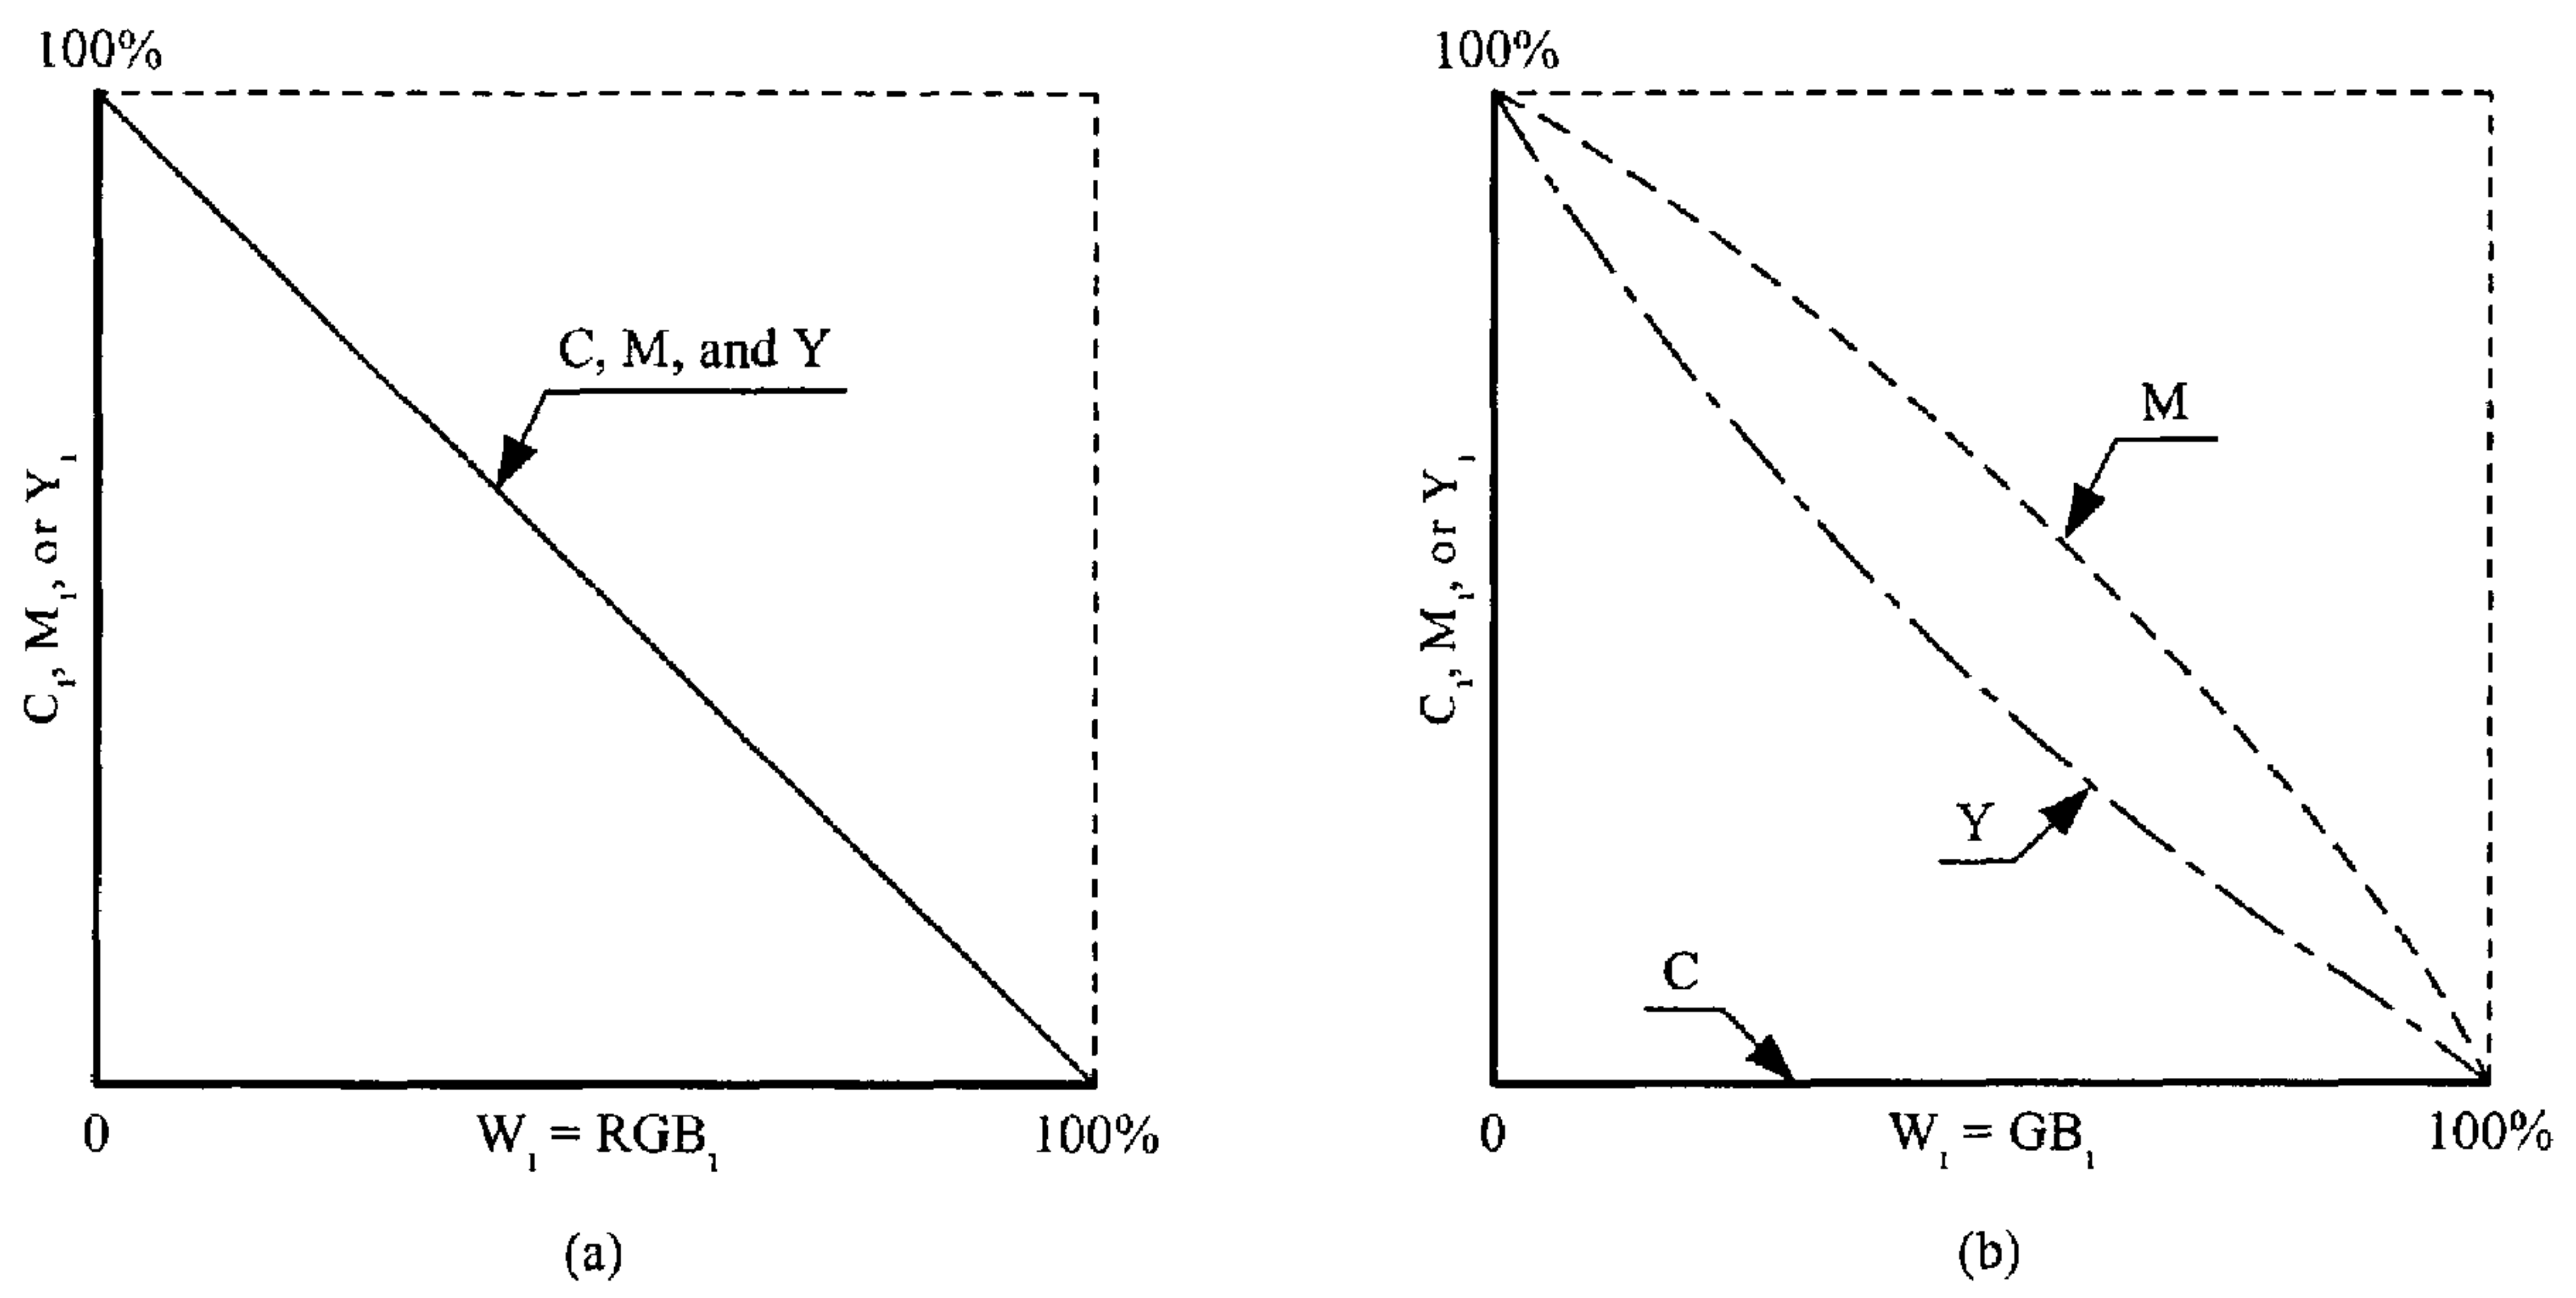 100%
C, M, and Y
C₁, M₁, or Y₁
0
W₁ = RGB₁
100%
(a)
100%
M
Y
C
C₁, M₁, or Y₁
0
W₁ = GB₁
100%
(b)